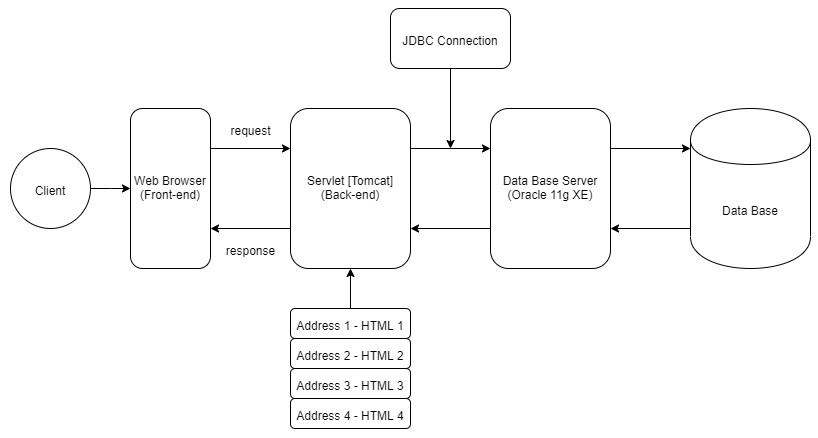 JDBC Connection
request
Client
Web Browser
(Front-end)
Servlet [Tomcat]
(Back-end)
Data Base Server
(Oracle 11g XE)
Data Base
response
Address 1 - HTML 1
Address 2 - HTML 2
Address 3 - HTML 3
Address 4 - HTML 4